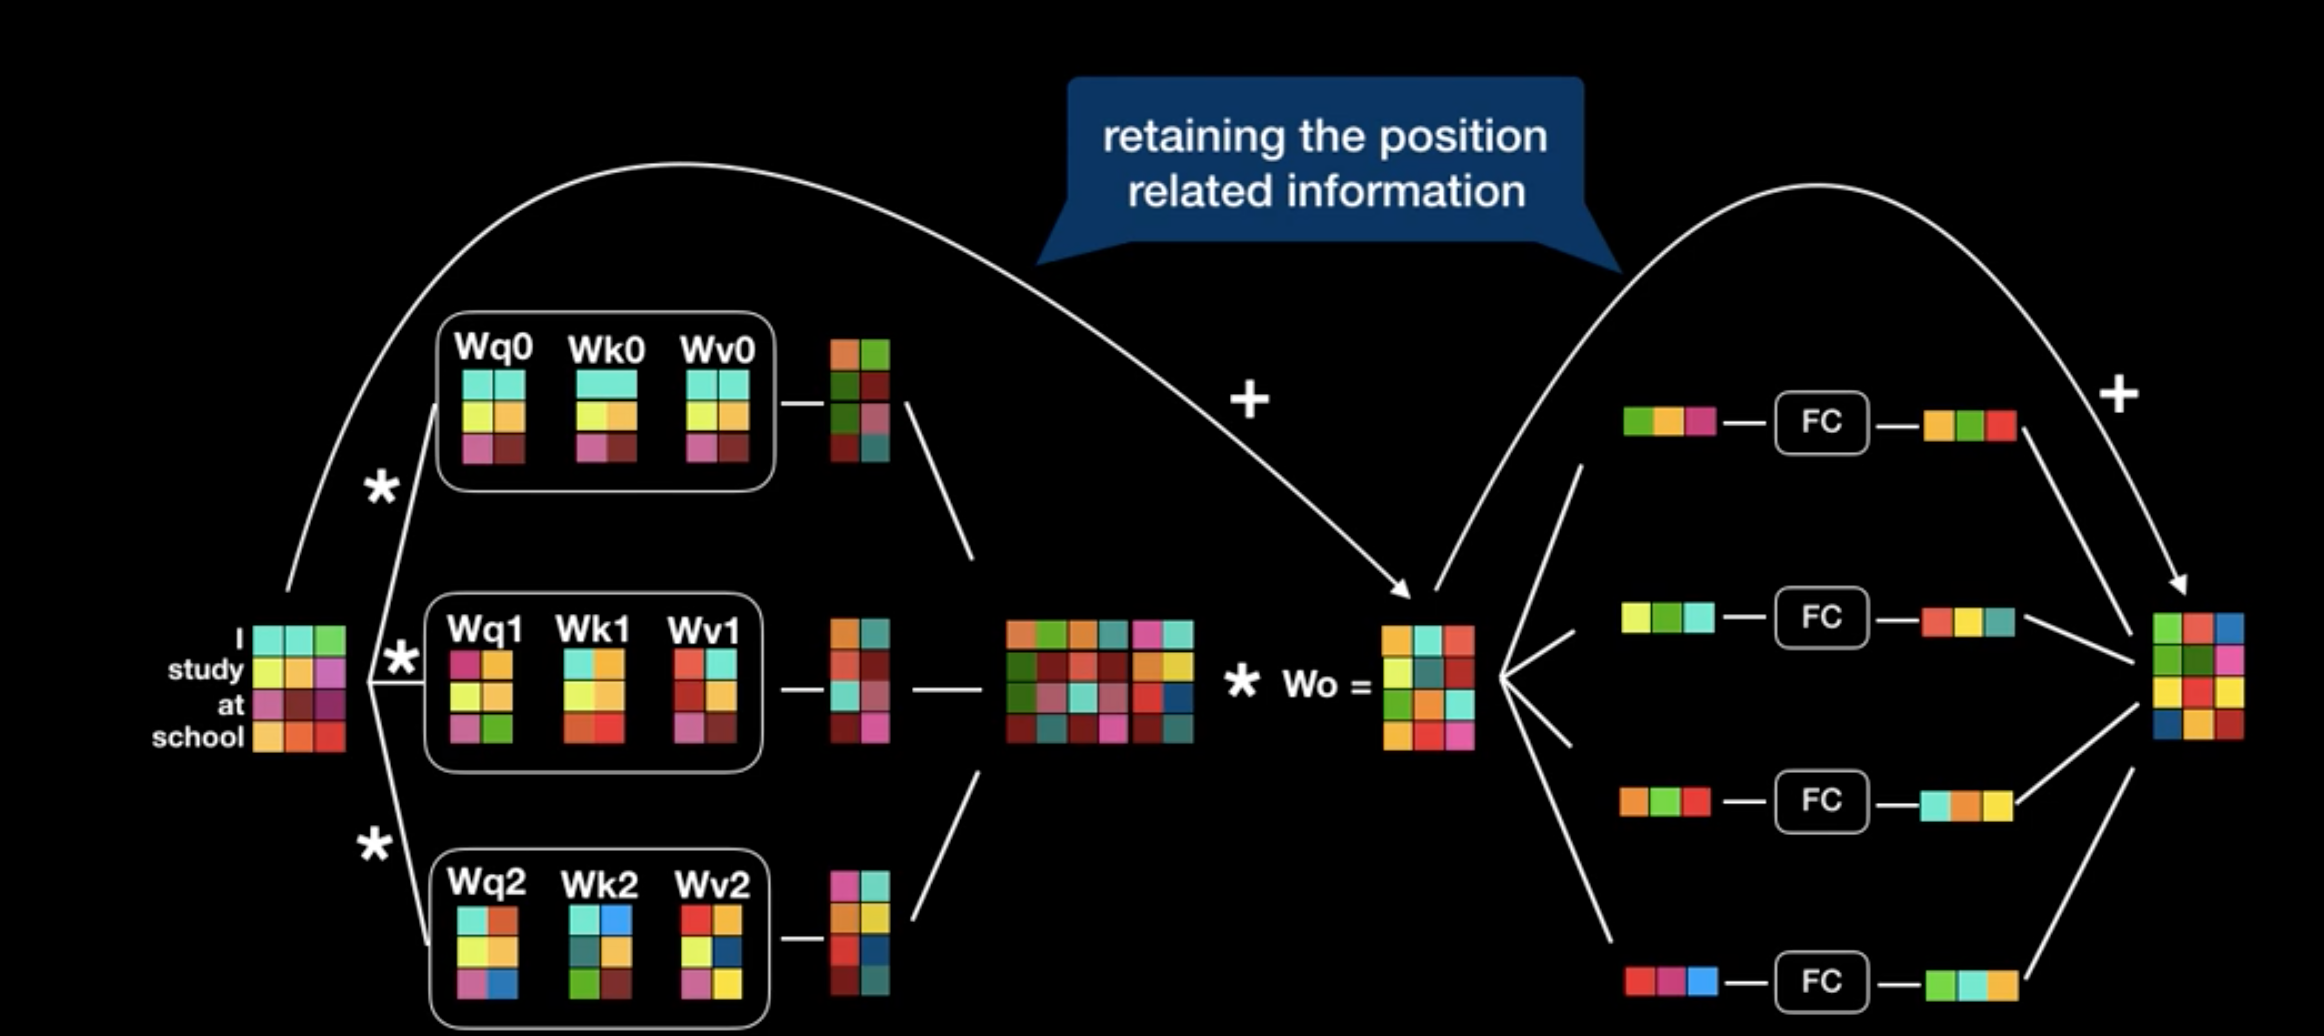 retaining the position
related information
+
+
Wq0 Wk0 Wv0
*
FC
I
study
at
school
*
Wq1 Wk1 Wv1
* Wo =
FC
*
FC
Wq2 Wk2 Wv2
FC